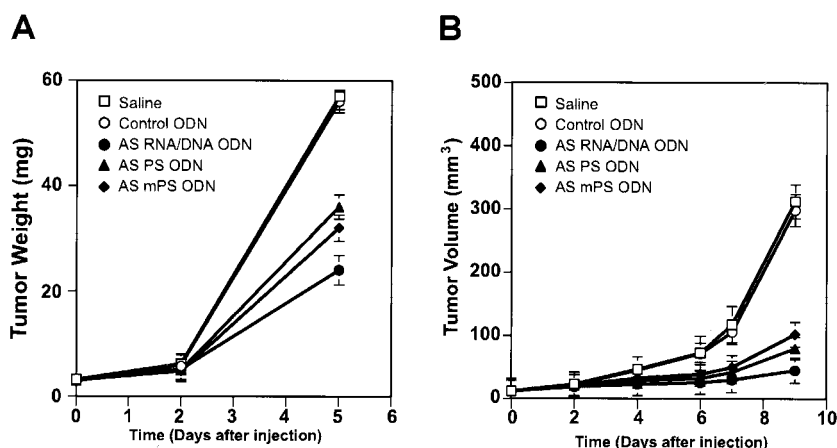 A
Tumor Weight (mg)
60
40
20
0
Saline
Control ODN
AS RNA/DNA ODN
AS PS ODN
AS mPS ODN
0 1 2 3 4 5 6
Time (Days after injection)
B
Tumor Volume (mm³)
500
400
300
200
100
0
Saline
Control ODN
AS RNA/DNA ODN
AS PS ODN
AS mPS ODN
0 2 4 6 8 10
Time (Days after injection)